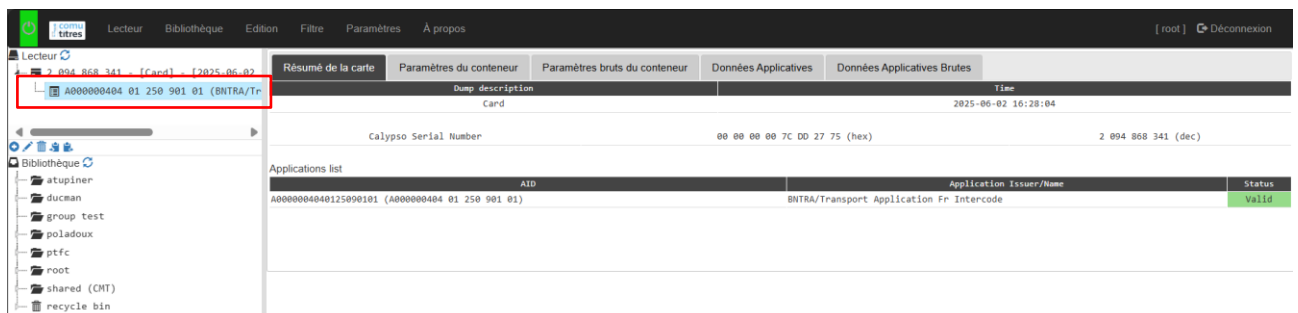 comu
titres
Lecteur Bibliothèque Edition Filtre Paramètres À propos [ root ] Déconnexion
Lecteur
2 094 868 341 - [Card] - [2025-06-02
A000000404 01 250 901 01 (BNTRA/Tr
Bibliothèque
atupiner
ducman
group test
poladoux
ptfc
root
shared (CMT)
recycle bin
Résumé de la carte Paramètres du conteneur Paramètres bruts du conteneur Données Applicatives Données Applicatives Brutes
Dump description Time
Card 2025-06-02 16:28:04
Calypso Serial Number 00 00 00 00 7C DD 27 75 (hex) 2 094 868 341 (dec)
Applications list
AID Application Issuer/Name Status
A0000004040125090101 (A000000404 01 250 901 01) BNTRA/Transport Application Fr Intercode Valid